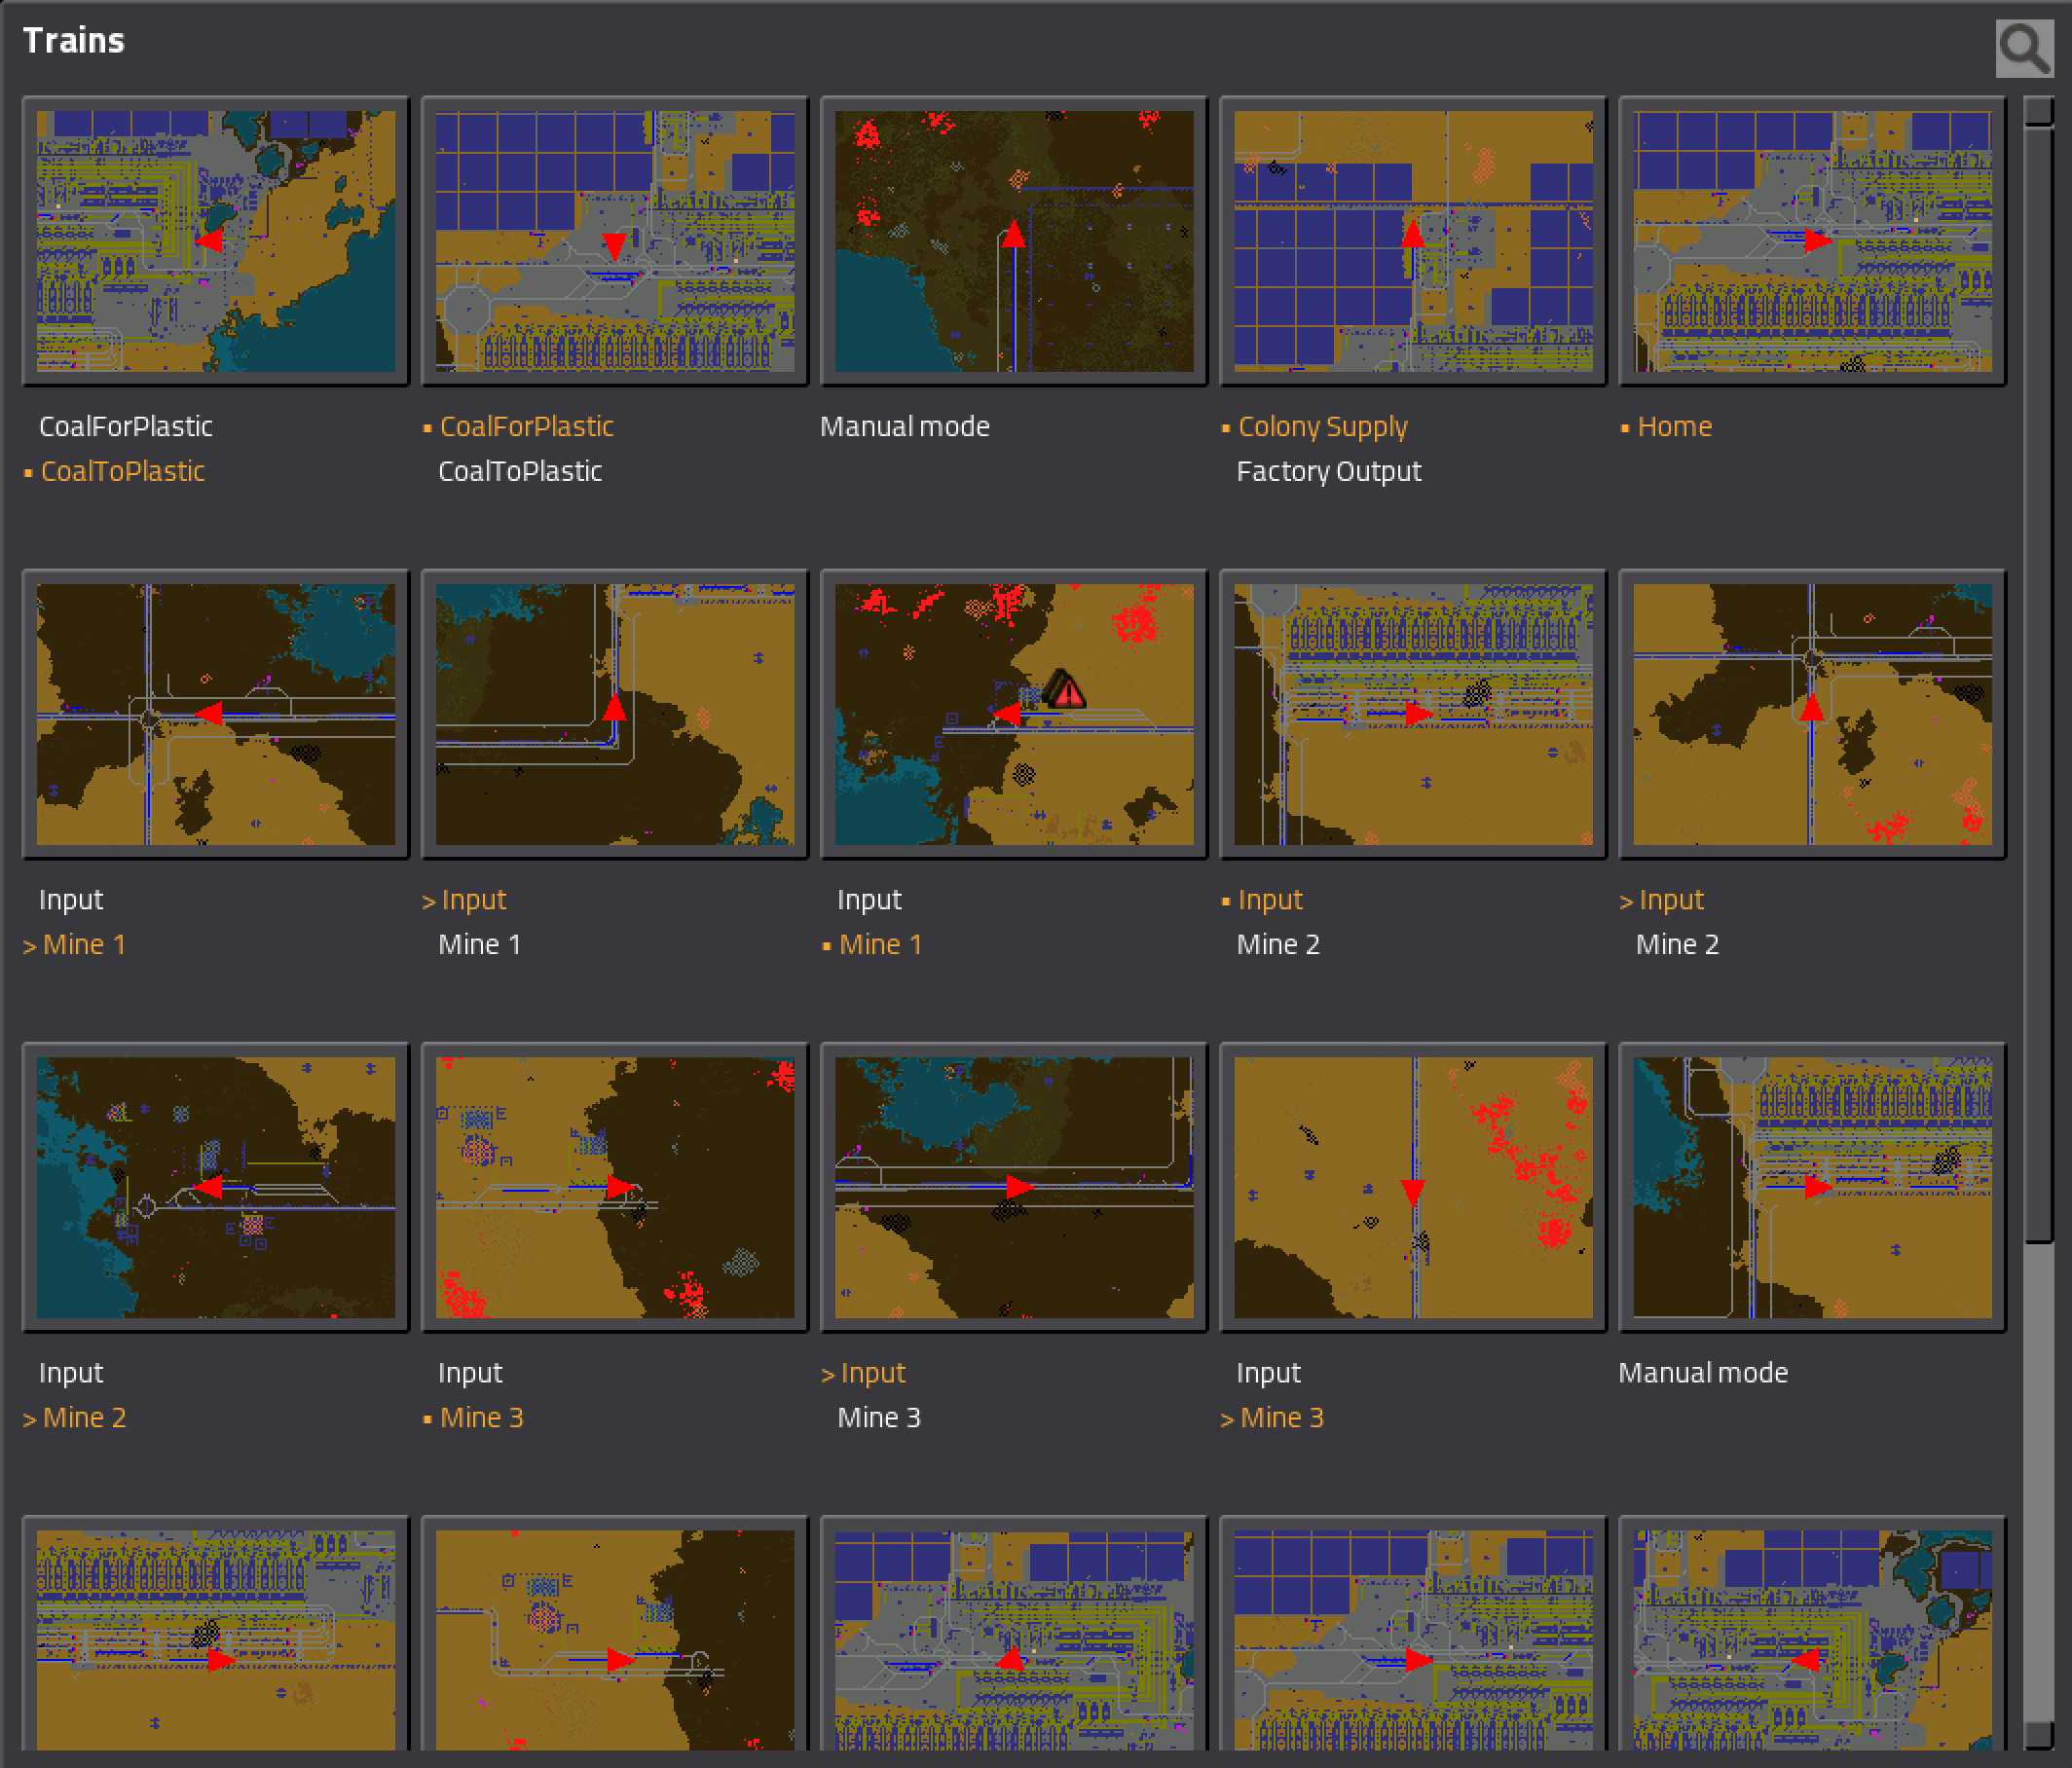 Trains
CoalForPlastic
▪ CoalToPlastic
▪ CoalForPlastic
CoalToPlastic
Manual mode
▪ Colony Supply
Factory Output
▪ Home
Input
> Mine 1
> Input
Mine 1
Input
▪ Mine 1
▪ Input
Mine 2
> Input
Mine 2
Input
> Mine 2
Input
▪ Mine 3
> Input
Mine 3
Input
> Mine 3
Manual mode